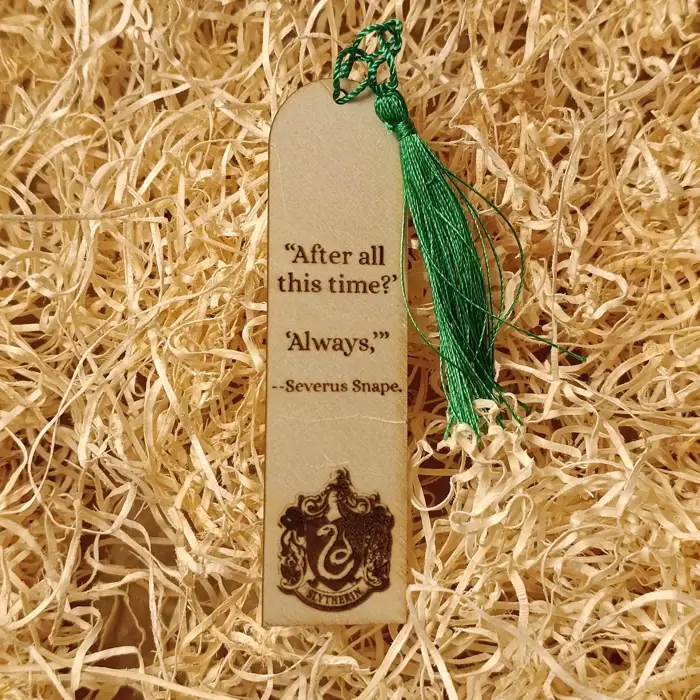 “After all
this time?’
‘Always,’”
--Severus Snape.
SLYTHERIN